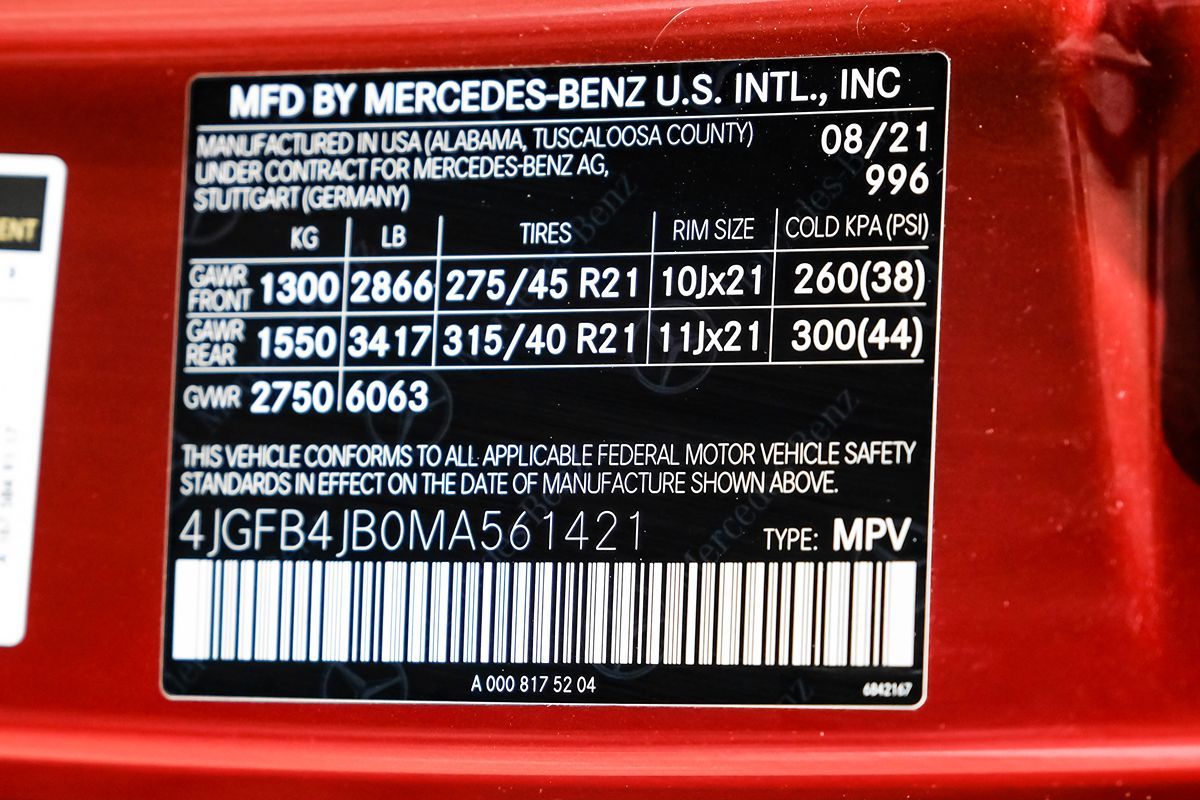 MFD BY MERCEDES-BENZ U.S. INTL., INC
MANUFACTURED IN USA (ALABAMA, TUSCALOOSA COUNTY) 08/21
UNDER CONTRACT FOR MERCEDES-BENZ AG, 996
STUTTGART (GERMANY)
KG LB TIRES RIM SIZE COLD KPA (PSI)
GAWR FRONT 1300 2866 275/45 R21 10Jx21 260(38)
GAWR REAR 1550 3417 315/40 R21 11Jx21 300(44)
GVWR 2750 6063
THIS VEHICLE CONFORMS TO ALL APPLICABLE FEDERAL MOTOR VEHICLE SAFETY
STANDARDS IN EFFECT ON THE DATE OF MANUFACTURE SHOWN ABOVE.
4JGFB4JB0MA561421 TYPE: MPV
A 000 817 52 04 6842167
ENT